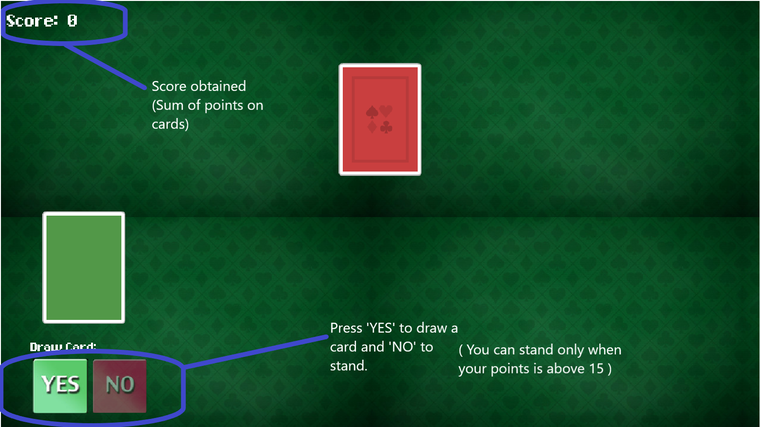 Score: 0
Score obtained
(Sum of points on
cards)
Press 'YES' to draw a
card and 'NO' to
stand.
( You can stand only when
your points is above 15 )
Draw Card:
YES NO